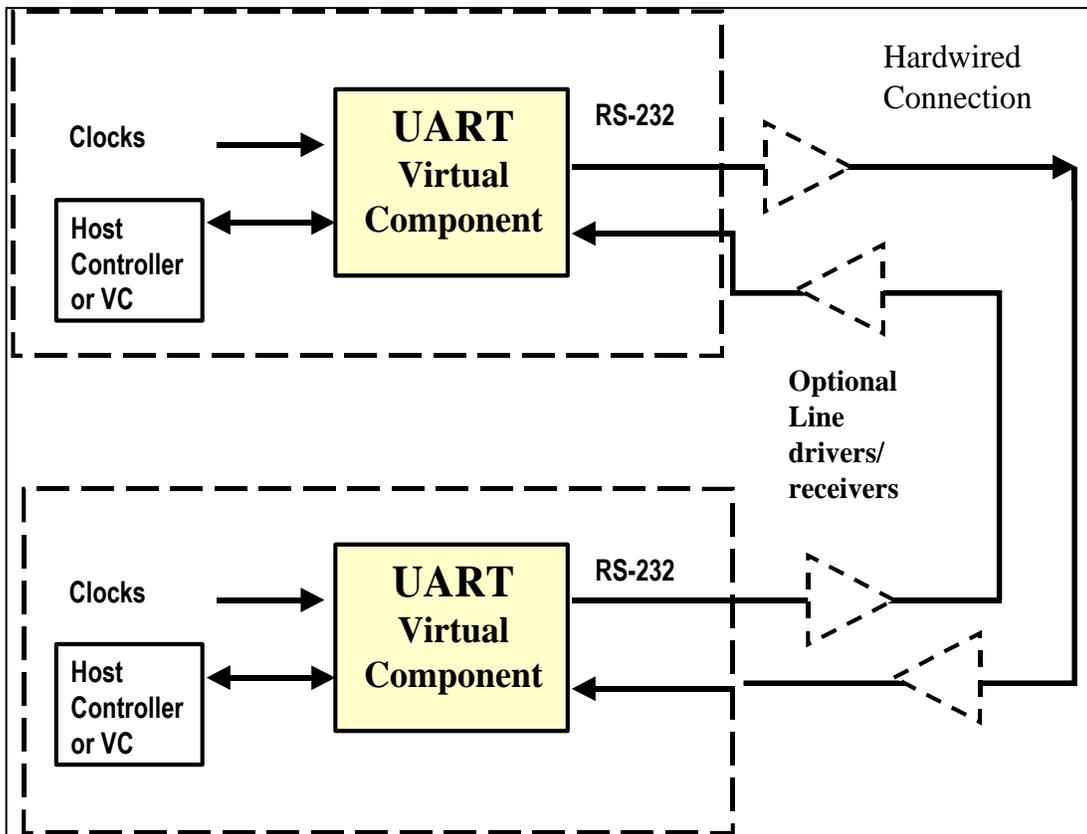 Hardwired
Connection
Clocks
UART
Virtual
Component
RS-232
Host
Controller
or VC
Optional
Line
drivers/
receivers
Clocks
UART
Virtual
Component
RS-232
Host
Controller
or VC